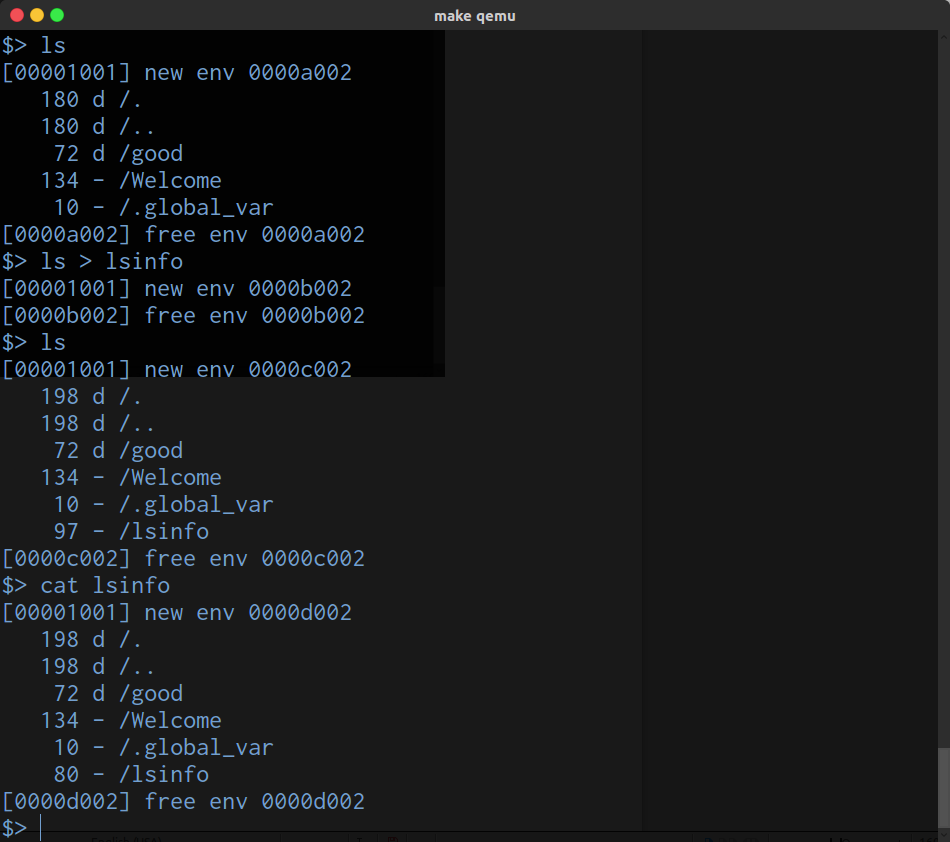 make qemu
$> ls
[00001001] new env 0000a002
   180 d /.
   180 d /..
    72 d /good
   134 - /Welcome
    10 - /.global_var
[0000a002] free env 0000a002
$> ls > lsinfo
[00001001] new env 0000b002
[0000b002] free env 0000b002
$> ls
[00001001] new env 0000c002
   198 d /.
   198 d /..
    72 d /good
   134 - /Welcome
    10 - /.global_var
    97 - /lsinfo
[0000c002] free env 0000c002
$> cat lsinfo
[00001001] new env 0000d002
   198 d /.
   198 d /..
    72 d /good
   134 - /Welcome
    10 - /.global_var
    80 - /lsinfo
[0000d002] free env 0000d002
$>